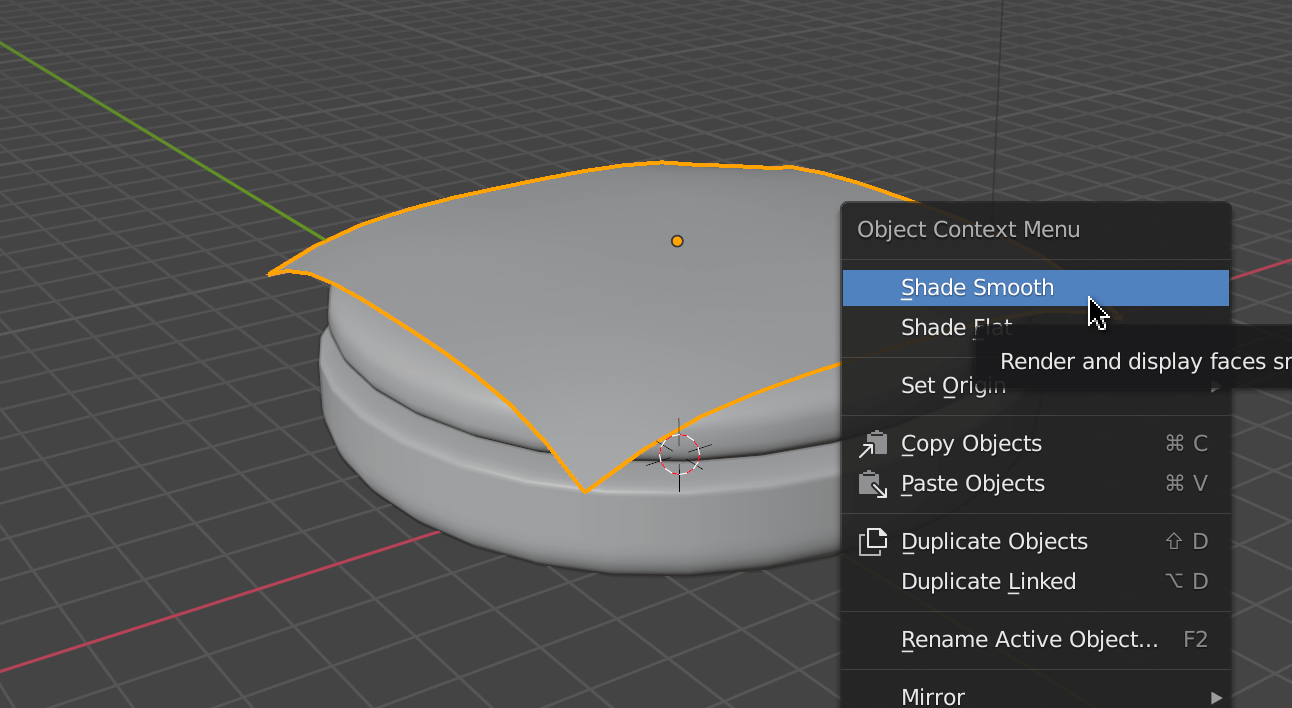 Object Context Menu
Shade Smooth
Shade Flat
Render and display faces
Set Origin
Copy Objects ⌘ C
Paste Objects ⌘ V
Duplicate Objects ⇧ D
Duplicate Linked ⌥ D
Rename Active Object... F2
Mirror